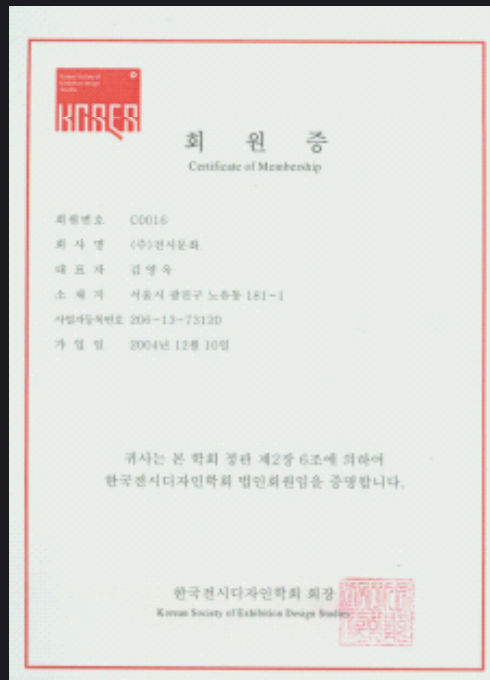 Korean Society of
Exhibition Design
Studies
회 원 증
Certificate of Membership
회원번호 C0016
회 사 명 (주)전시문화
대 표 자 김영옥
소 재 지 서울시 광진구 노유동 181-1
사업자등록번호 206-13-73120
가 입 일 2004년 12월 10일
귀사는 본 학회 정관 제2장 6조에 의하여
한국전시디자인학회 법인회원임을 증명합니다.
한국전시디자인학회 회장
Korean Society of Exhibition Design Studies